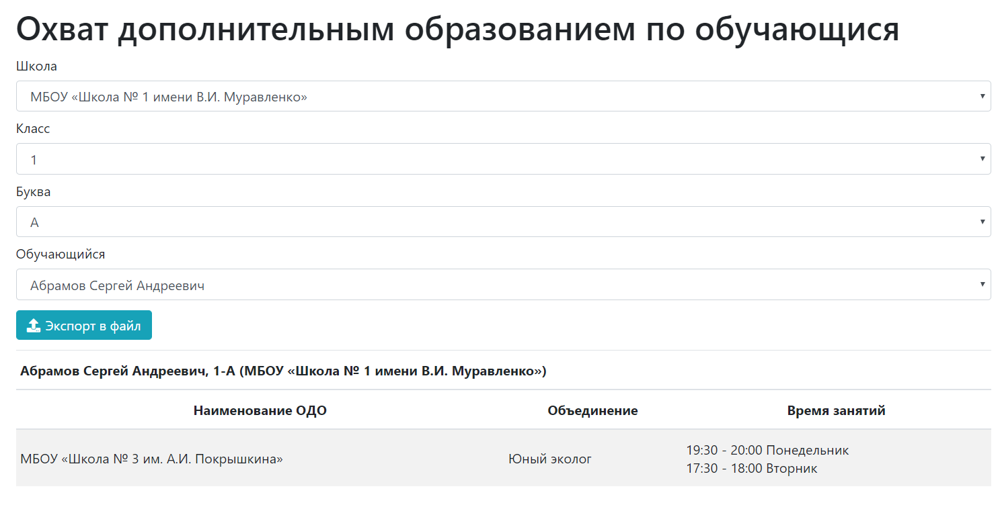 Охват дополнительным образованием по обучающися
Школа
МБОУ «Школа № 1 имени В.И. Муравленко»
Класс
1
Буква
А
Обучающийся
Абрамов Сергей Андреевич
Экспорт в файл
Абрамов Сергей Андреевич, 1-А (МБОУ «Школа № 1 имени В.И. Муравленко»)
Наименование ОДО Объединение Время занятий
МБОУ «Школа № 3 им. А.И. Покрышкина» Юный эколог 19:30 - 20:00 Понедельник
17:30 - 18:00 Вторник